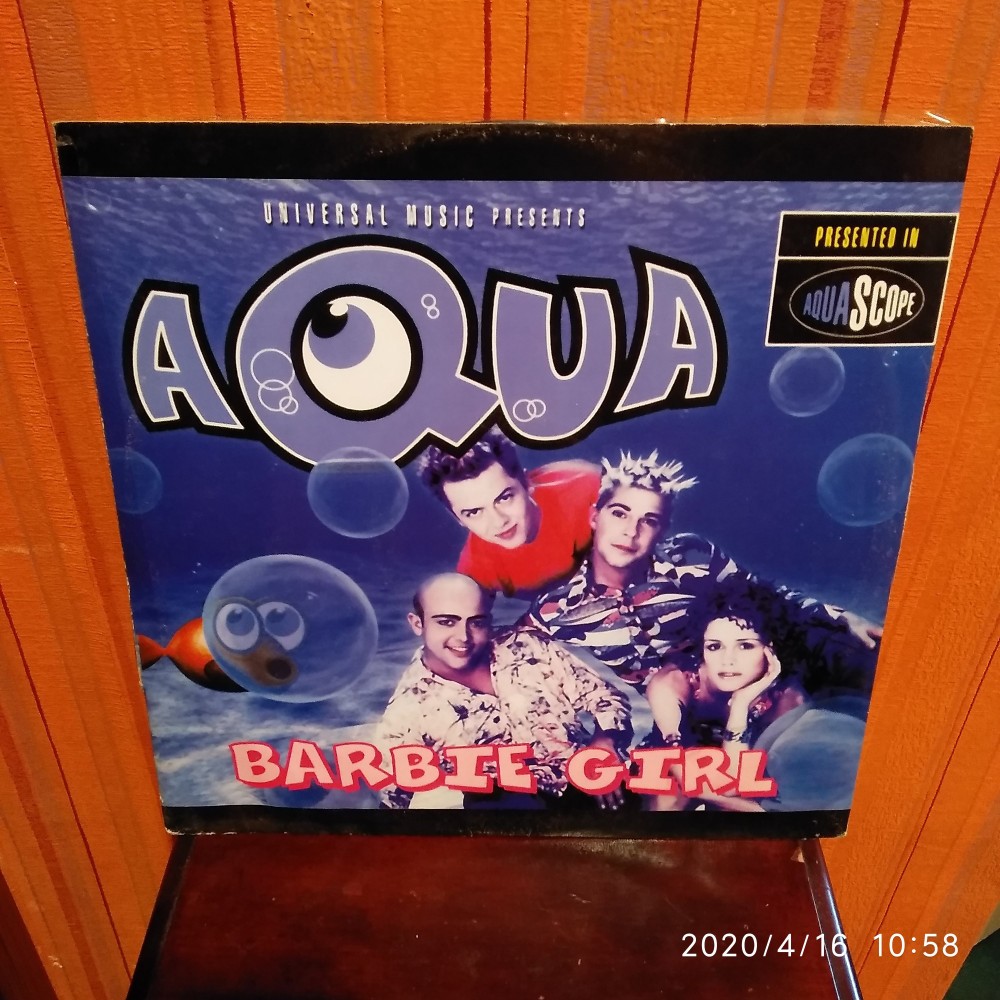 UNIVERSAL MUSIC PRESENTS
AQUA
PRESENTED IN
AQUASCOPE
BARBIE GIRL
2020/4/16 10:58